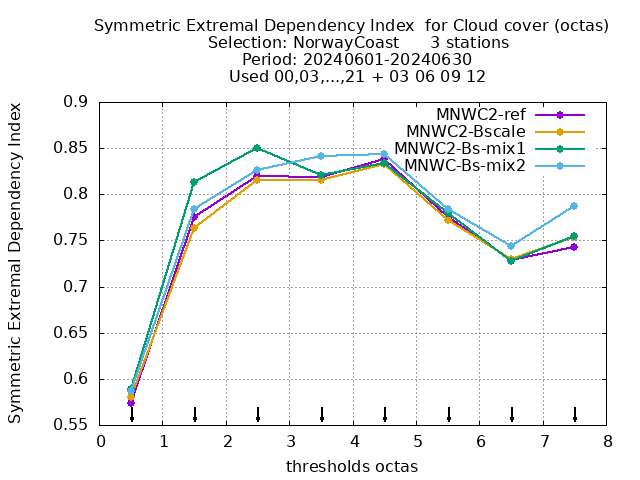 Symmetric Extremal Dependency Index  for Cloud cover (octas)
Selection: NorwayCoast      3 stations
Period: 20240601-20240630
Used 00,03,...,21 + 03 06 09 12
Symmetric Extremal Dependency Index
0.9
0.85
0.8
0.75
0.7
0.65
0.6
0.55
MNWC2-ref
MNWC2-Bscale
MNWC2-Bs-mix1
MNWC-Bs-mix2
0 1 2 3 4 5 6 7 8
thresholds octas